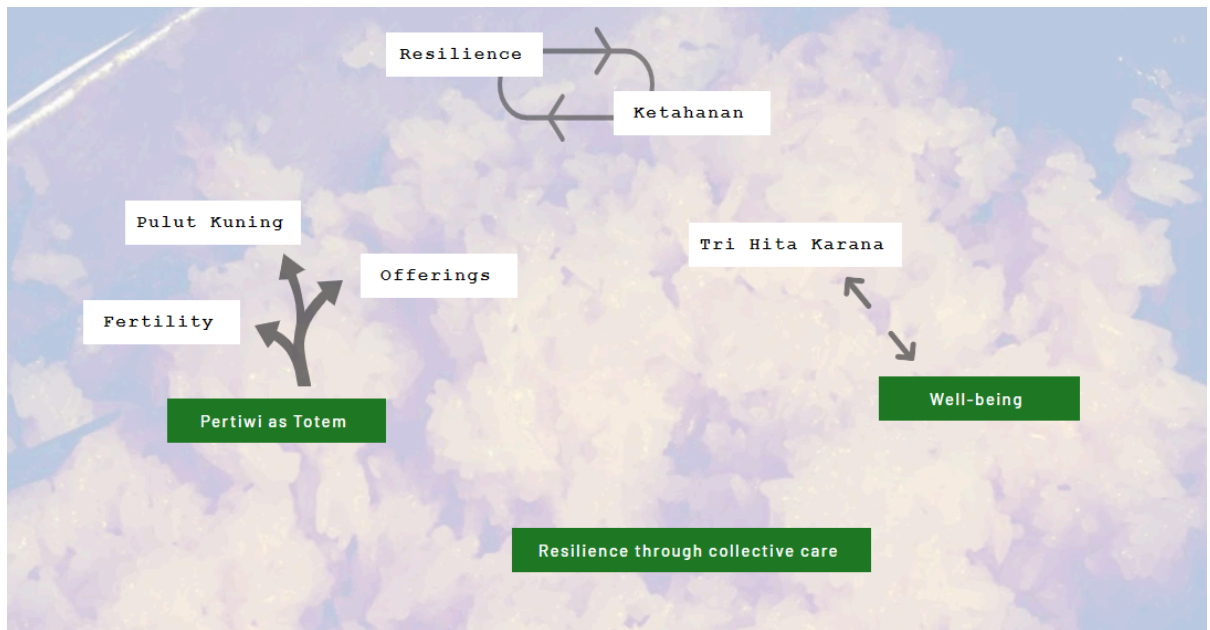 Resilience
Ketahanan
Pulut Kuning
Tri Hita Karana
Offerings
Fertility
Well-being
Pertiwi as Totem
Resilience through collective care